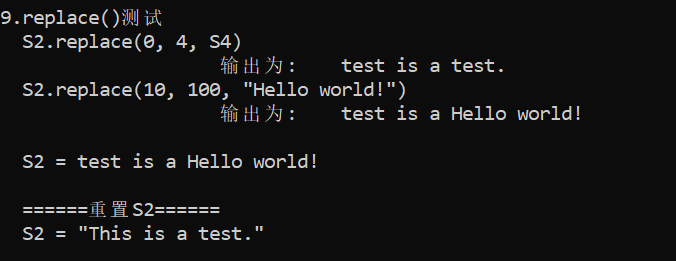 9.replace()测试
S2.replace(0, 4, S4)
输出为: test is a test.
S2.replace(10, 100, "Hello world!")
输出为: test is a Hello world!
S2 = test is a Hello world!
======重置S2======
S2 = "This is a test."